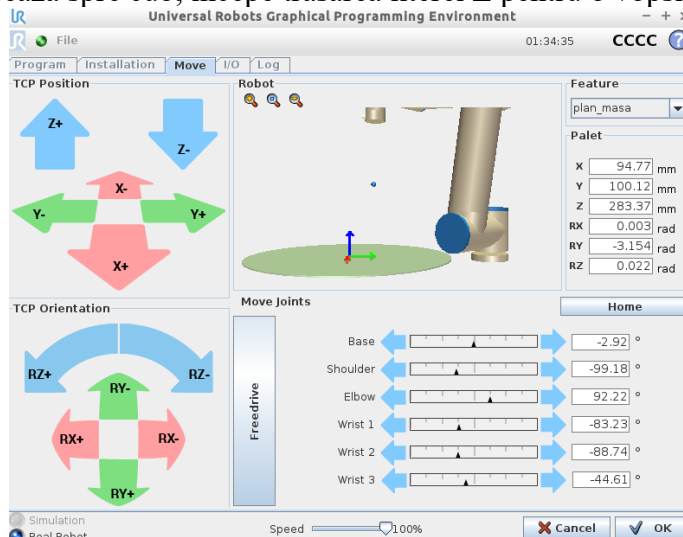 Universal Robots Graphical Programming Environment
File
01:34:35
CCCC
?
Program
Installation
Move
I/O
Log
TCP Position
Z+
Z-
X-
Y-
Y+
X+
Robot
Feature
plan_masa
Palet
X 94.77 mm
Y 100.12 mm
Z 283.37 mm
RX 0.003 rad
RY -3.154 rad
RZ 0.022 rad
TCP Orientation
RZ+
RZ-
RY-
RX+
RX-
RY+
Move Joints
Home
Freedrive
Base -2.92 °
Shoulder -99.18 °
Elbow 92.22 °
Wrist 1 -83.23 °
Wrist 2 -88.74 °
Wrist 3 -44.61 °
Simulation
Real Robot
Speed 100%
Cancel
OK